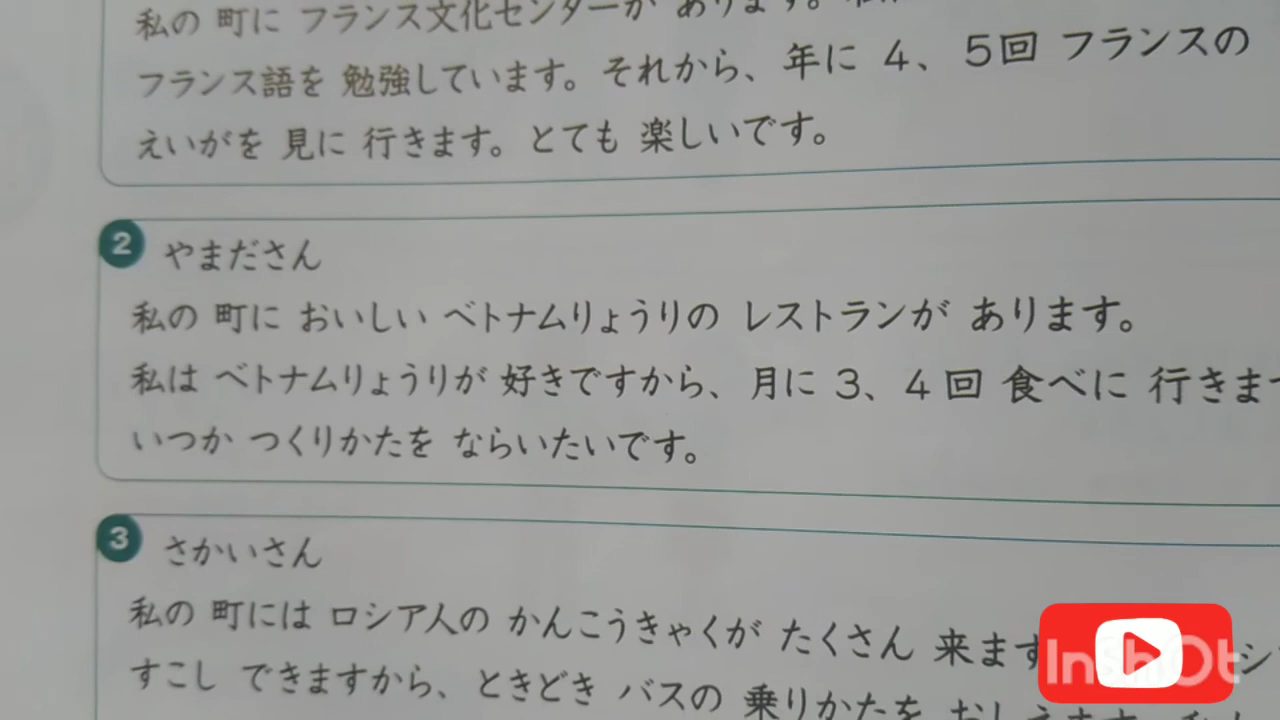 私の 町に フランス文化センターが あります。
フランス語を 勉強しています。それから、年に 4、5回 フランスの
えいがを 見に 行きます。とても 楽しいです。
2 やまださん
私の 町に おいしい ベトナムりょうりの レストランが あります。
私は ベトナムりょうりが 好きですから、月に 3、4回 食べに 行きます
いつか つくりかたを ならいたいです。
3 さかいさん
私の 町には ロシア人の かんこうきゃくが たくさん 来ます
すこし できますから、ときどき バスの 乗りかたを おしえます
InShOt